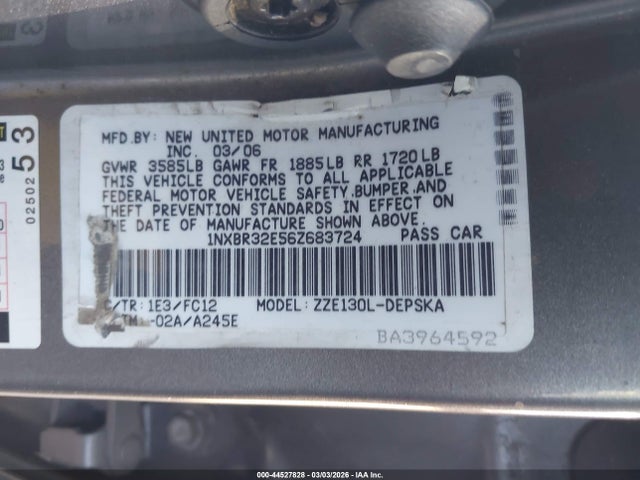 MFD.BY: NEW UNITED MOTOR MANUFACTURING
INC. 03/06
GVWR 3585LB GAWR FR 1885LB RR 1720LB
THIS VEHICLE CONFORMS TO ALL APPLICABLE
FEDERAL MOTOR VEHICLE SAFETY,BUMPER,AND
THEFT PREVENTION STANDARDS IN EFFECT ON
THE DATE OF MANUFACTURE SHOWN ABOVE.
1NXBR32E56Z683724 PASS CAR
C/TR:1E3/FC12 MODEL: ZZE130L-DEPSKA
-02A/A245E
BA3964592
53
02502
000-44527828 - 03/03/2026 - IAA Inc.